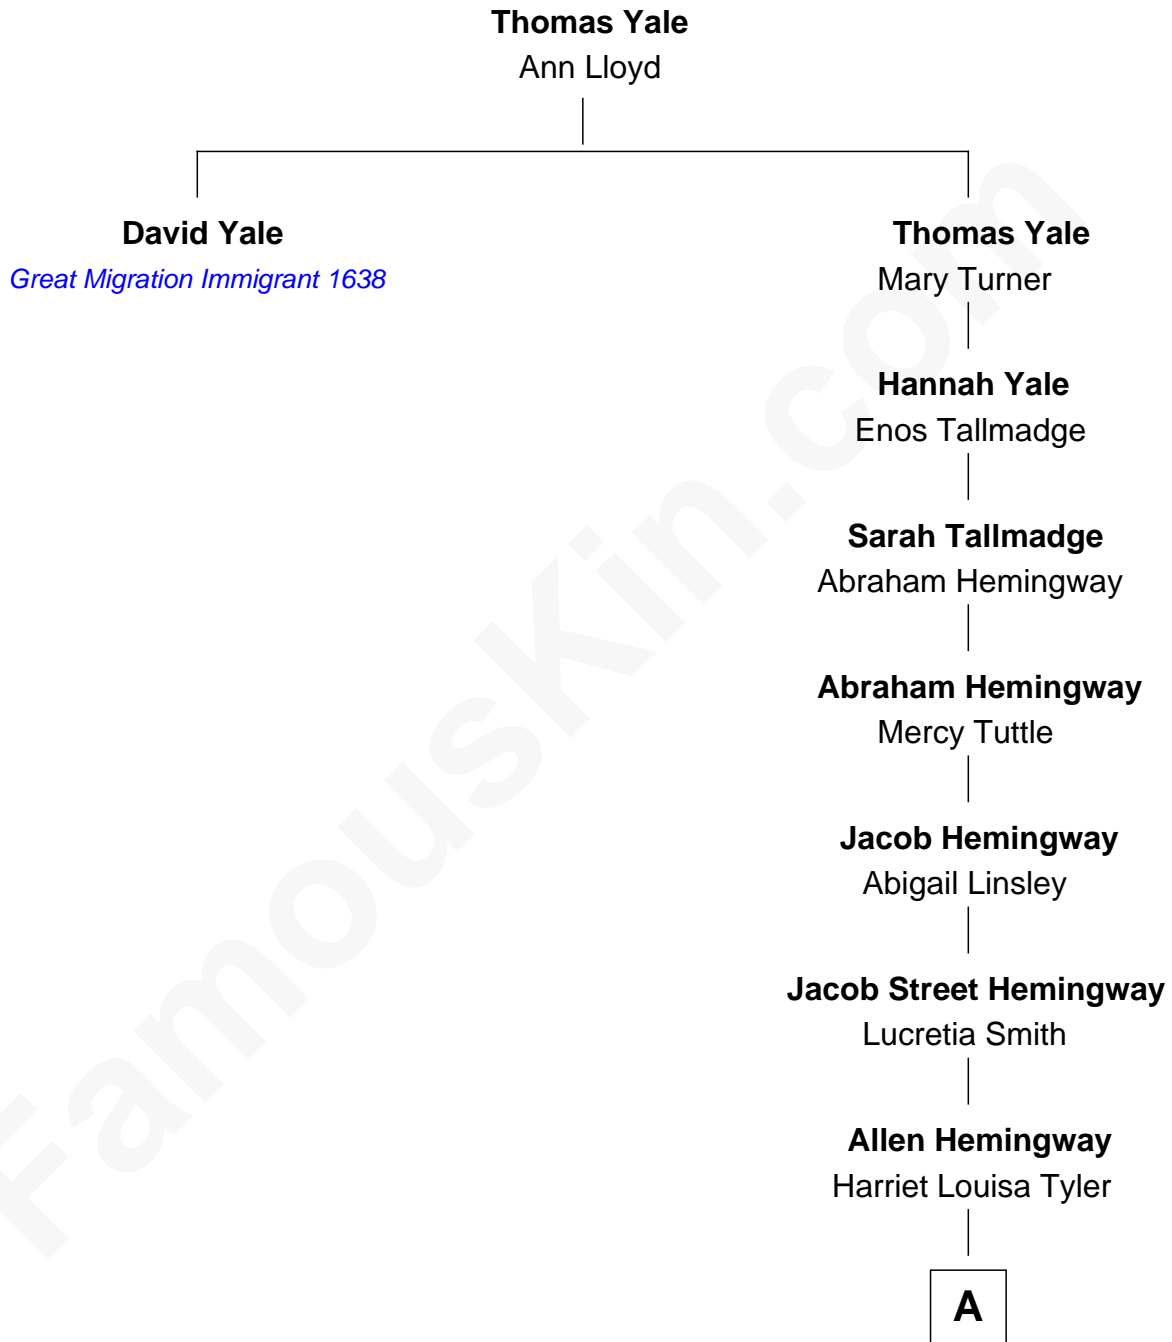 Thomas Yale
Ann Lloyd
David Yale
Great Migration Immigrant 1638
Thomas Yale
Mary Turner
Hannah Yale
Enos Tallmadge
Sarah Tallmadge
Abraham Hemingway
Abraham Hemingway
Mercy Tuttle
Jacob Hemingway
Abigail Linsley
Jacob Street Hemingway
Lucretia Smith
Allen Hemingway
Harriet Louisa Tyler
A
FamousKin.com